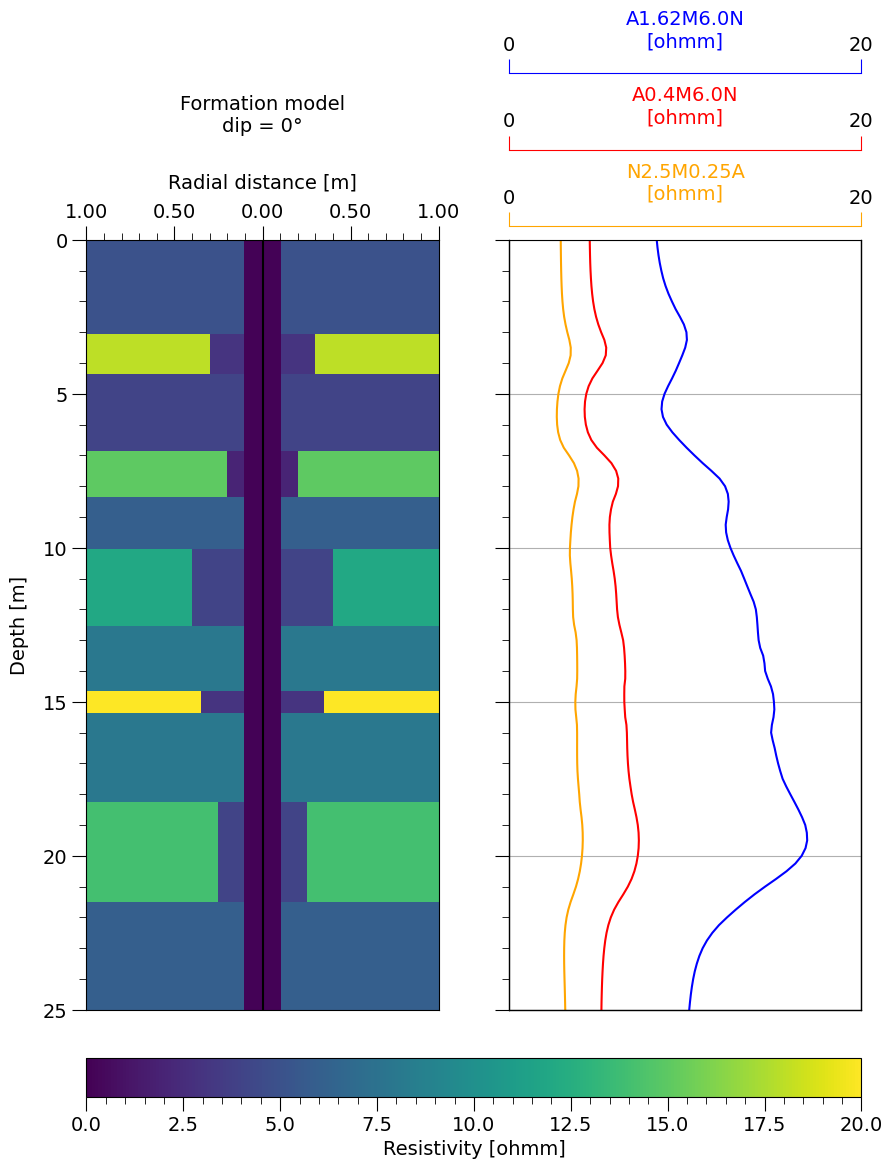 A1.62M6.0N
[ohmm]
0 20
A0.4M6.0N
[ohmm]
0 20
N2.5M0.25A
[ohmm]
0 20
Formation model
dip = 0°
Radial distance [m]
1.00 0.50 0.00 0.50 1.00
0
5
10
15
20
25
Depth [m]
0.0 2.5 5.0 7.5 10.0 12.5 15.0 17.5 20.0
Resistivity [ohmm]